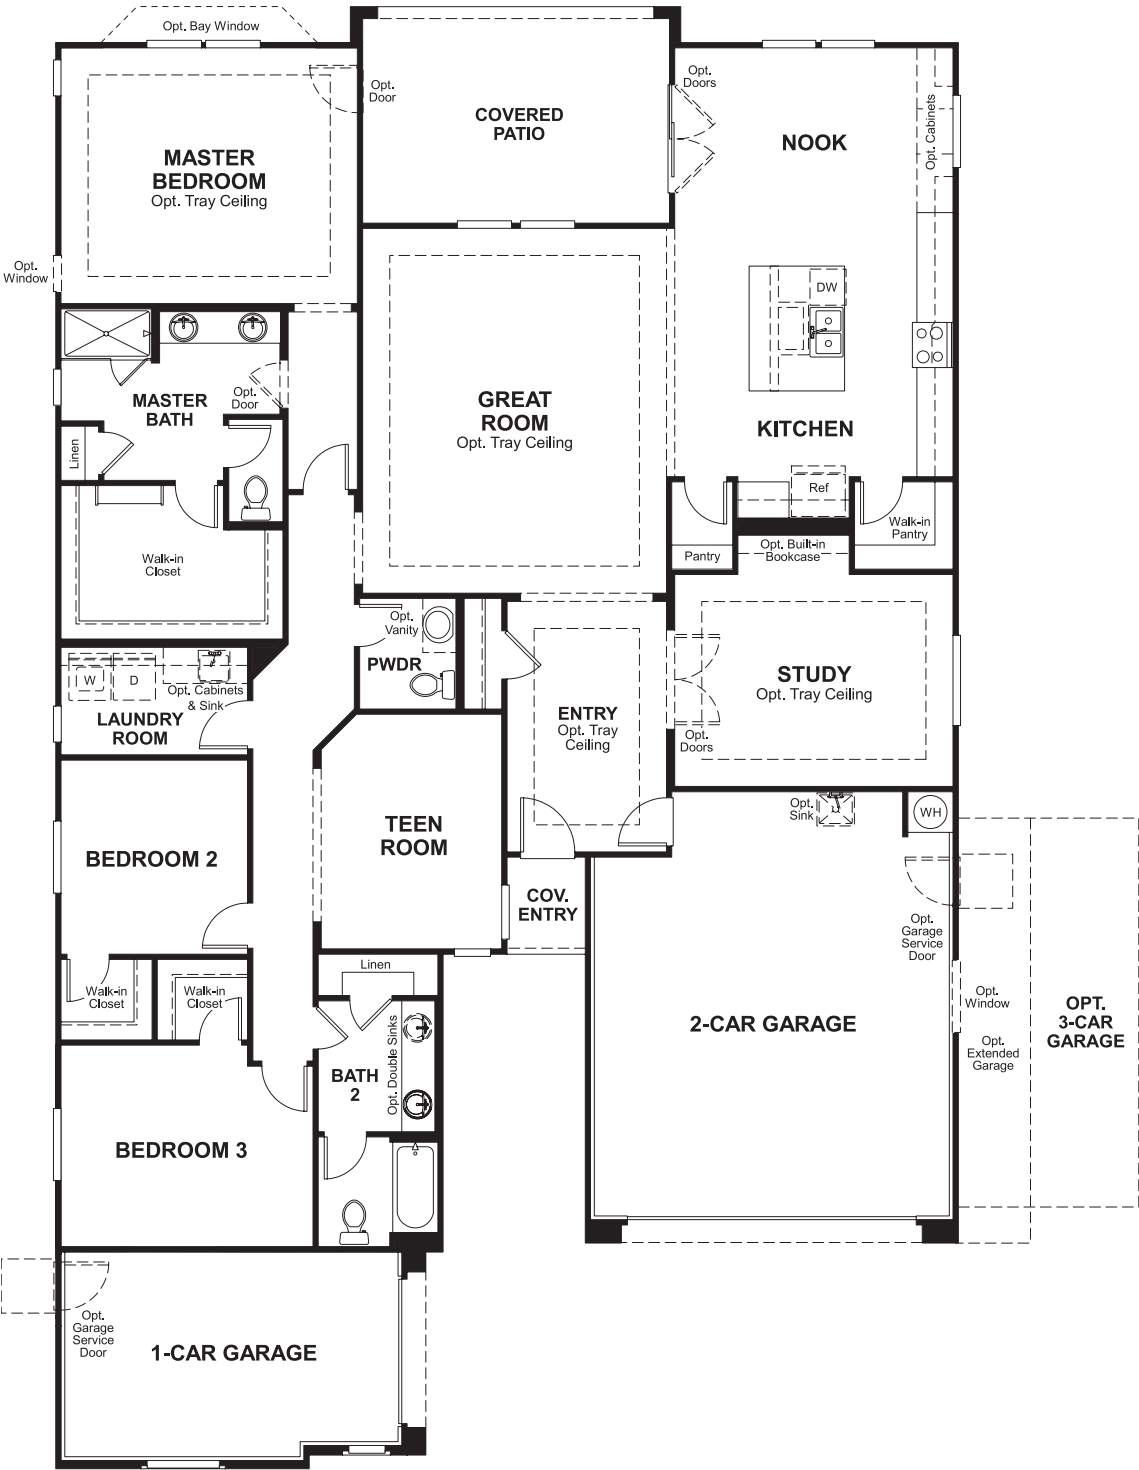 Opt. Bay Window
MASTER
BEDROOM
Opt. Tray Ceiling
Opt.
Door
COVERED
PATIO
Opt.
Doors
NOOK
Opt. Cabinets
Opt.
Window
DW
MASTER
BATH
Opt.
Door
Linen
GREAT
ROOM
Opt. Tray Ceiling
KITCHEN
Ref
Walk-in
Pantry
Pantry
Opt. Built-in
Bookcase
Walk-in
Closet
Opt.
Vanity
PWDR
W
D
Opt. Cabinets
& Sink
LAUNDRY
ROOM
ENTRY
Opt. Tray
Ceiling
STUDY
Opt. Tray Ceiling
Opt.
Doors
Opt.
Sink
WH
TEEN
ROOM
BEDROOM 2
COV.
ENTRY
Opt.
Garage
Service
Door
Walk-in
Closet
Walk-in
Closet
Linen
2-CAR GARAGE
Opt.
Window
Opt.
Extended
Garage
OPT.
3-CAR
GARAGE
BATH
2
Opt. Double Sinks
BEDROOM 3
Opt.
Garage
Service
Door
1-CAR GARAGE